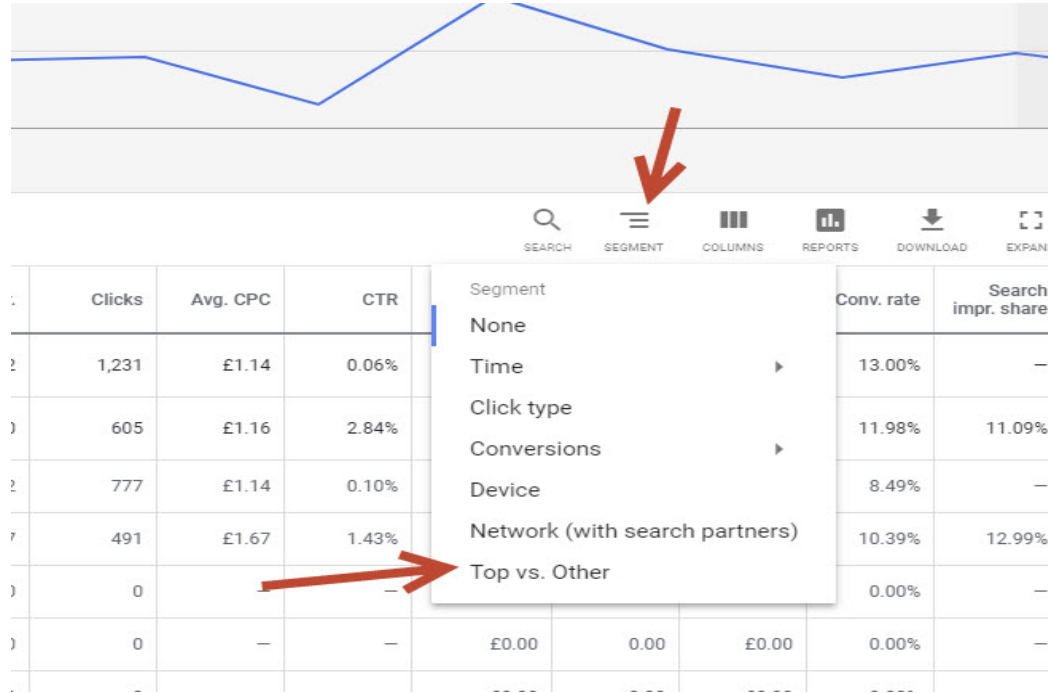 SEARCH SEGMENT COLUMNS REPORTS DOWNLOAD EXPAN
Clicks Avg. CPC CTR Conv. rate Search impr. share
Segment
None
Time
Click type
Conversions
Device
Network (with search partners)
Top vs. Other
1,231 £1.14 0.06% 13.00% —
605 £1.16 2.84% 11.98% 11.09%
777 £1.14 0.10% 8.49% —
491 £1.67 1.43% 10.39% 12.99%
0 — — 0.00% —
0 — — £0.00 0.00 £0.00 0.00% —